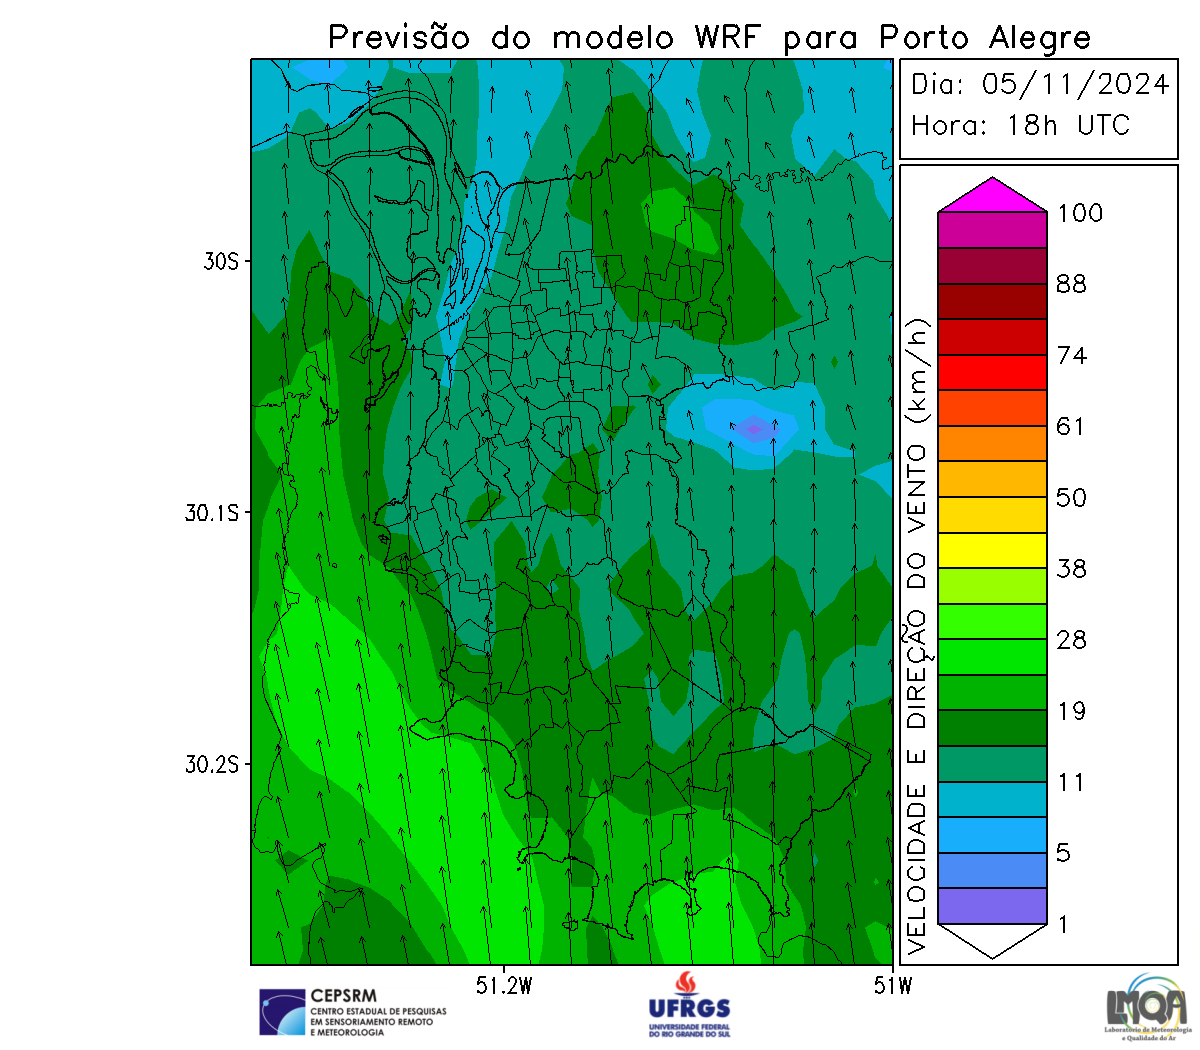 Previsão do modelo WRF para Porto Alegre
Dia: 05/11/2024
Hora: 18h UTC
30S
30.1S
30.2S
51.2W
51W
VELOCIDADE E DIREÇÃO DO VENTO (km/h)
100
88
74
61
50
38
28
19
11
5
1
CEPSRM
CENTRO ESTADUAL DE PESQUISAS
EM SENSORIAMENTO REMOTO
E METEOROLOGIA
UFRGS
UNIVERSIDADE FEDERAL
DO RIO GRANDE DO SUL
LMQA
Laboratório de Meteorologia
e Qualidade do Ar